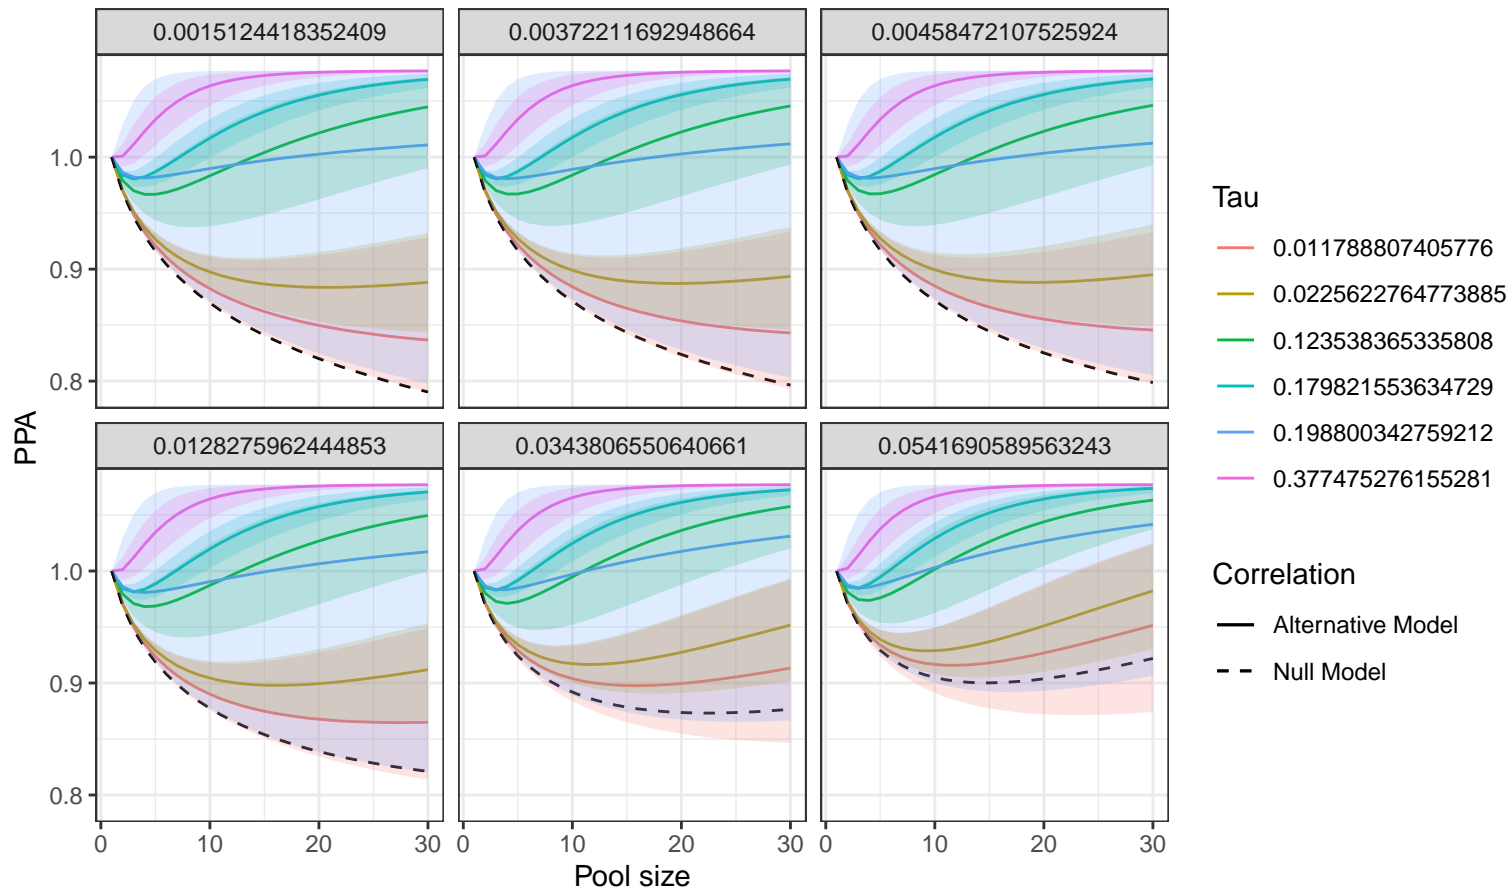 0.0015124418352409
0.00372211692948664
0.00458472107525924
1.0
0.9
0.8
0.0128275962444853
0.0343806550640661
0.0541690589563243
1.0
0.9
0.8
0 10 20 30
0 10 20 30
0 10 20 30
Pool size
PPA
Tau
0.011788807405776
0.0225622764773885
0.123538365335808
0.179821553634729
0.198800342759212
0.377475276155281
Correlation
Alternative Model
Null Model